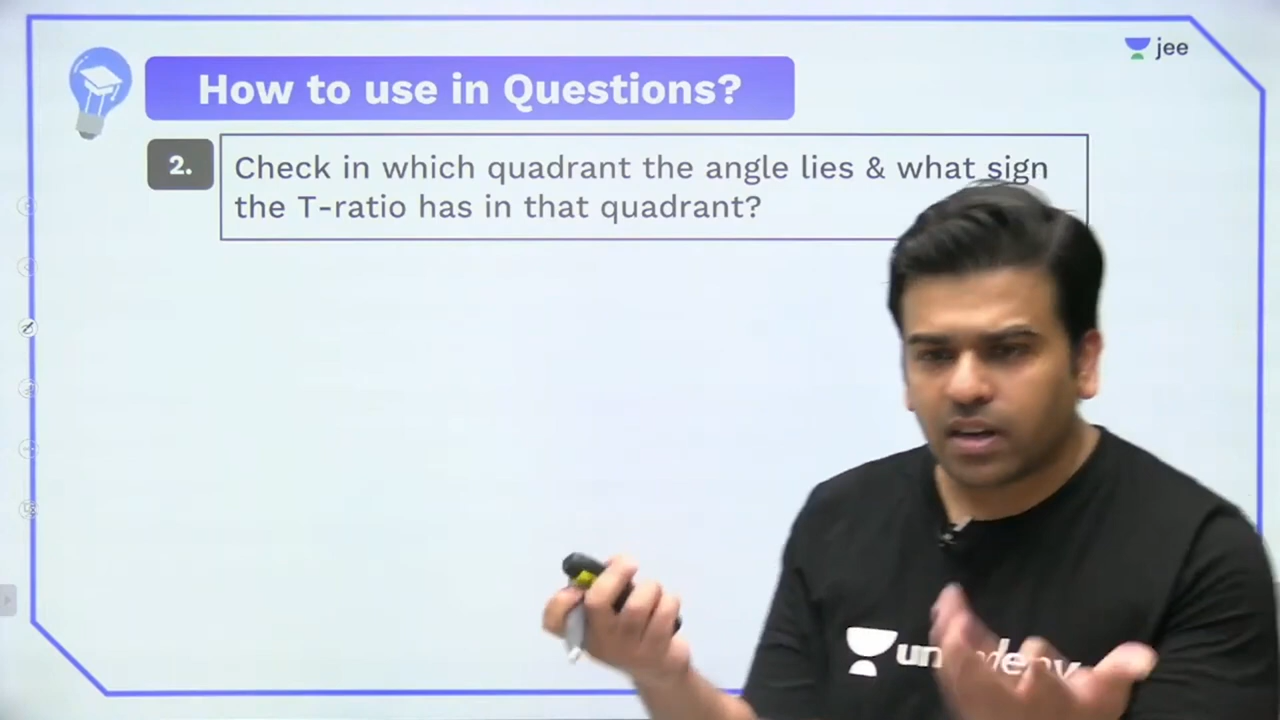 jee
How to use in Questions?
2.
Check in which quadrant the angle lies & what sign
the T-ratio has in that quadrant?